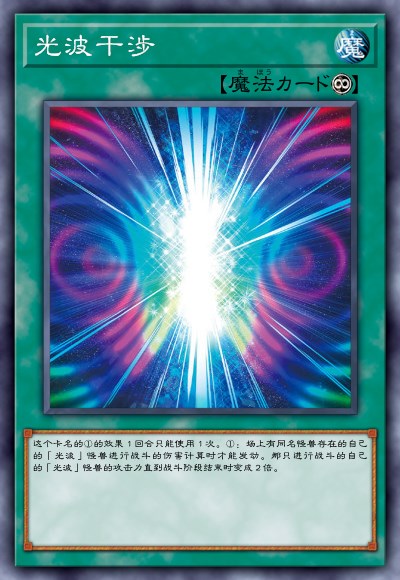 光波干涉
魔
【魔法カード】
まほう
这个卡名的①的效果1回合只能使用1次。①:场上有同名怪兽存在的自己
的「光波」怪兽进行战斗的伤害计算时才能发动。那只进行战斗的自己
的「光波」怪兽的攻击力直到战斗阶段结束时变成2倍。